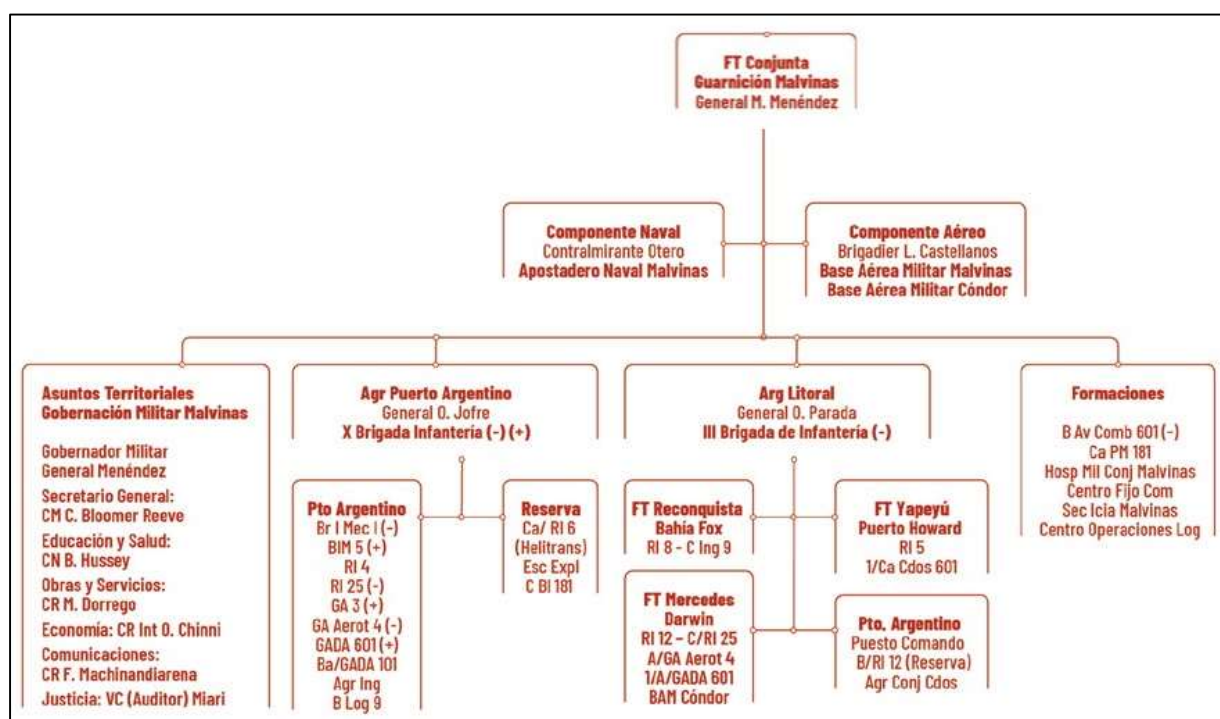 FT Conjunta
Guarnición Malvinas
General M. Menéndez
Componente Naval
Contralmirante Otero
Apostadero Naval Malvinas
Componente Aéreo
Brigadier L. Castellanos
Base Aérea Militar Malvinas
Base Aérea Militar Cóndor
Asuntos Territoriales
Gobernación Militar Malvinas
Gobernador Militar
General Menéndez
Secretario General:
CM C. Bloomer Reeve
Educación y Salud:
CN B. Hussey
Obras y Servicios:
CR M. Dorrego
Economía: CR Int O. Chinni
Comunicaciones:
CR F. Machinandiarena
Justicia: VC (Auditor) Miari
Agr Puerto Argentino
General O. Jofre
X Brigada Infantería (-) (+)
Pto Argentino
Br I Mec I (-)
BIM 5 (+)
RI 4
RI 25 (-)
GA 3 (+)
GA Aerot 4 (-)
GADA 601 (+)
Ba/GADA 101
Agr Ing
B Log 9
Reserva
Ca/ RI 6
(Helitrans)
Esc Expl
C Bl 181
Arg Litoral
General O. Parada
III Brigada de Infantería (-)
FT Reconquista
Bahía Fox
RI 8 - C Ing 9
FT Yapeyú
Puerto Howard
RI 5
1/Ca Cdos 601
FT Mercedes
Darwin
RI 12 - C/RI 25
A/GA Aerot 4
1/A/GADA 601
BAM Cóndor
Pto. Argentino
Puesto Comando
B/RI 12 (Reserva)
Agr Conj Cdos
Formaciones
B Av Comb 601 (-)
Ca PM 181
Hosp Mil Conj Malvinas
Centro Fijo Com
Sec Icia Malvinas
Centro Operaciones Log